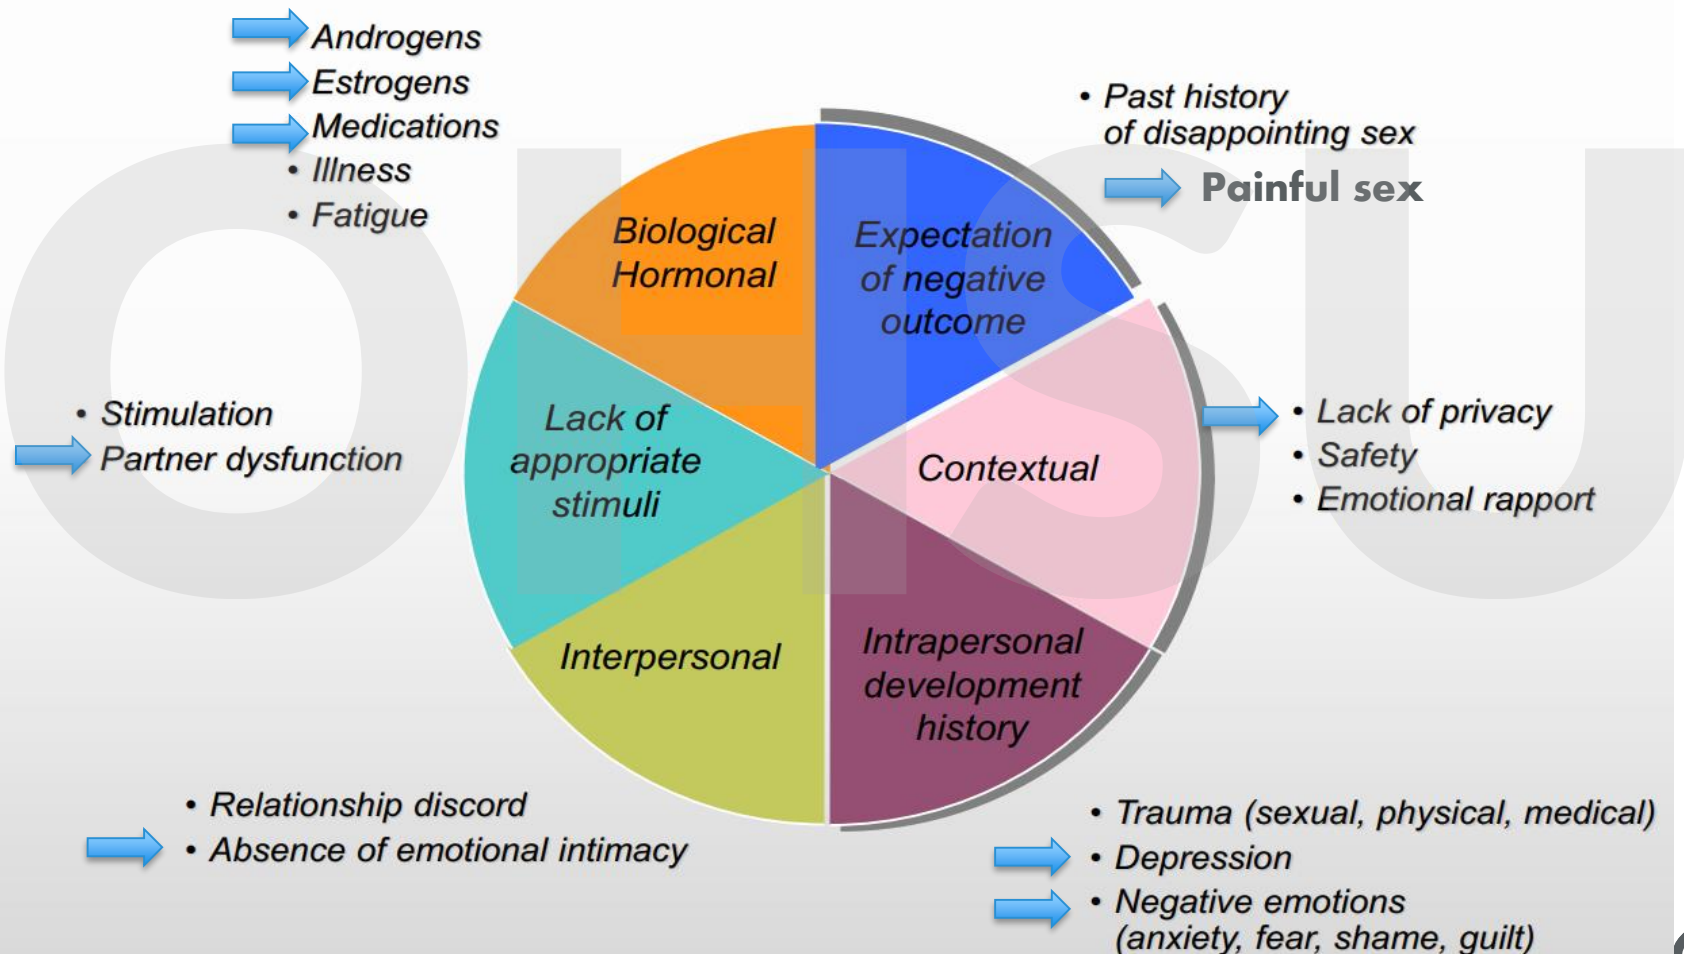 Androgens
Estrogens
Medications
• Illness
• Fatigue
• Past history
of disappointing sex
Painful sex
Biological
Hormonal
Expectation
of negative
outcome
• Stimulation
Partner dysfunction
Lack of
appropriate
stimuli
Contextual
• Lack of privacy
• Safety
• Emotional rapport
Interpersonal
Intrapersonal
development
history
• Relationship discord
• Absence of emotional intimacy
• Trauma (sexual, physical, medical)
• Depression
• Negative emotions
(anxiety, fear, shame, guilt)
OHSU